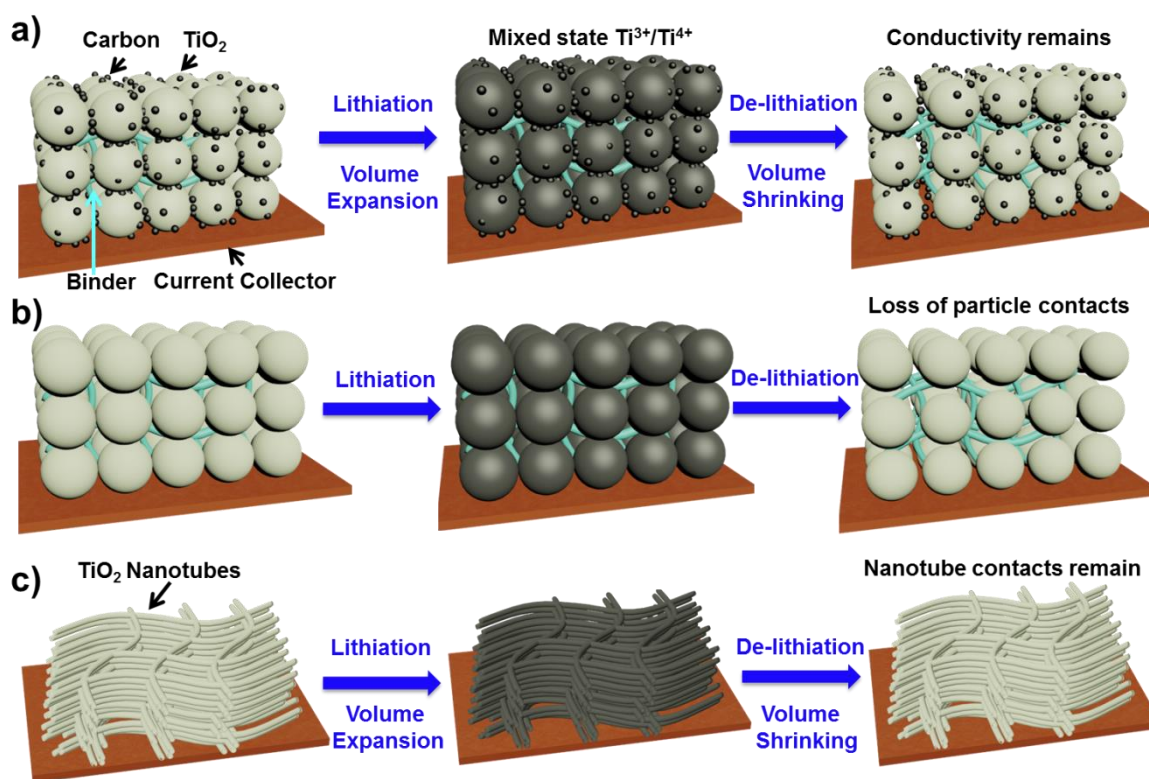 a)
Carbon
TiO₂
Mixed state Ti³⁺/Ti⁴⁺
Conductivity remains
Lithiation
Volume
Expansion
De-lithiation
Volume
Shrinking
Binder
Current Collector
b)
Loss of particle contacts
Lithiation
De-lithiation
c)
TiO₂ Nanotubes
Nanotube contacts remain
Lithiation
Volume
Expansion
De-lithiation
Volume
Shrinking